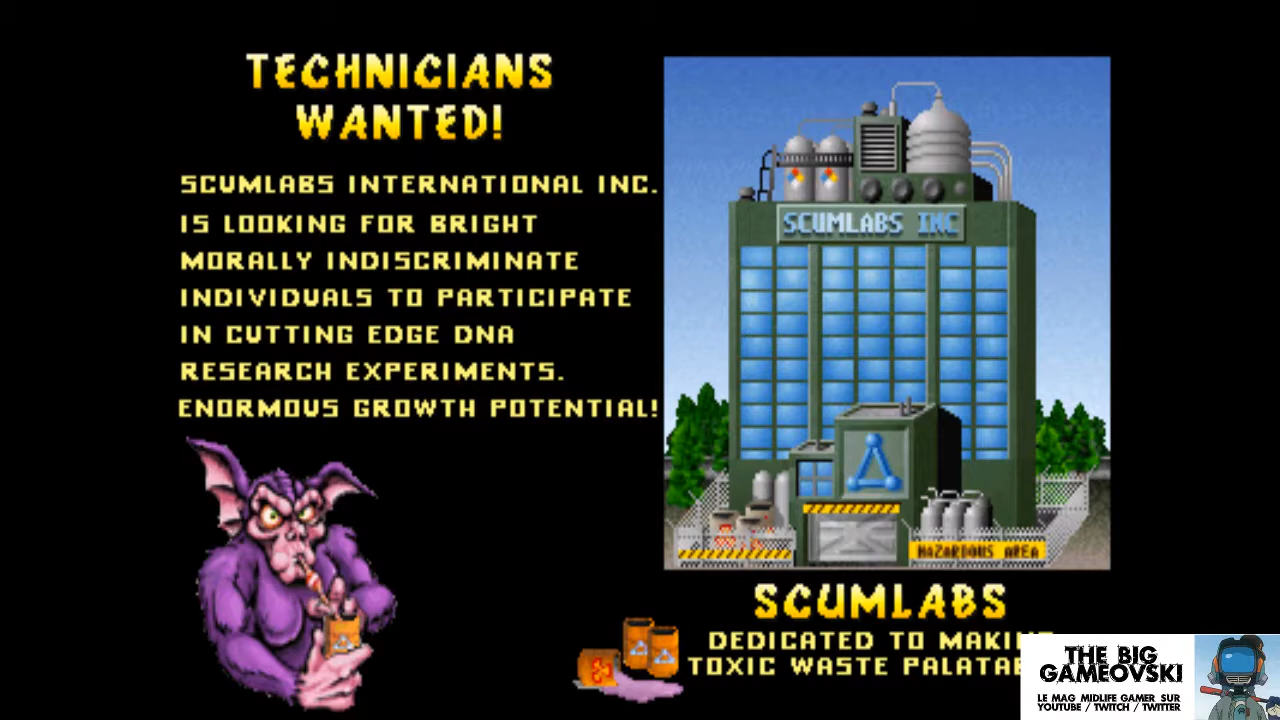 TECHNICIANS
WANTED!
SCUMLABS INTERNATIONAL INC.
IS LOOKING FOR BRIGHT
MORALLY INDISCRIMINATE
INDIVIDUALS TO PARTICIPATE
IN CUTTING EDGE DNA
RESEARCH EXPERIMENTS.
ENORMOUS GROWTH POTENTIAL!
SCUMLABS INC
HAZARDOUS AREA
SCUMLABS
DEDICATED TO
TOXIC WASTE
THE BIG
GAMEOVSKI
LE MAG MIDLIFE GAMER SUR
YOUTUBE / TWITCH / TWITTER